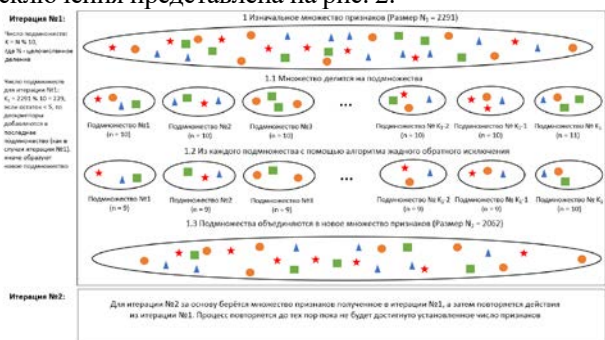 исключения представлена на рис. 2.
Итерация №1:
Число подмножеств:
K = N % 10,
где % - целочисленное
деление
Число подмножеств
для итерации №1:
K₁ = 2291 % 10 = 229,
если остаток < 5, то
дескрипторы
добавляются в
последнее
подмножество (как в
случае итерации №1),
иначе образует
новое подмножество
1 Изначальное множество признаков (Размер N₁ = 2291)
1.1 Множество делится на подмножества
...
Подмножество №1
(n = 10)
Подмножество №2
(n = 10)
Подмножество №3
(n = 10)
Подмножество № K₁-2
(n = 10)
Подмножество № K₁-1
(n = 10)
Подмножество № K₁
(n = 11)
1.2 Из каждого подмножества с помощью алгоритма жадного обратного исключения
...
Подмножество №1
(n = 9)
Подмножество №2
(n = 9)
Подмножество №3
(n = 9)
Подмножество № K₁-2
(n = 9)
Подмножество № K₁-1
(n = 9)
Подмножество № K₁
(n = 10)
1.3 Подмножества объединяются в новое множество признаков (Размер N₂ = 2062)
Итерация №2:
Для итерации №2 за основу берётся множество признаков полученное в итерации №1, а затем повторяется действия
из итерации №1. Процесс повторяется до тех пор пока не будет достигнуто установленное число признаков